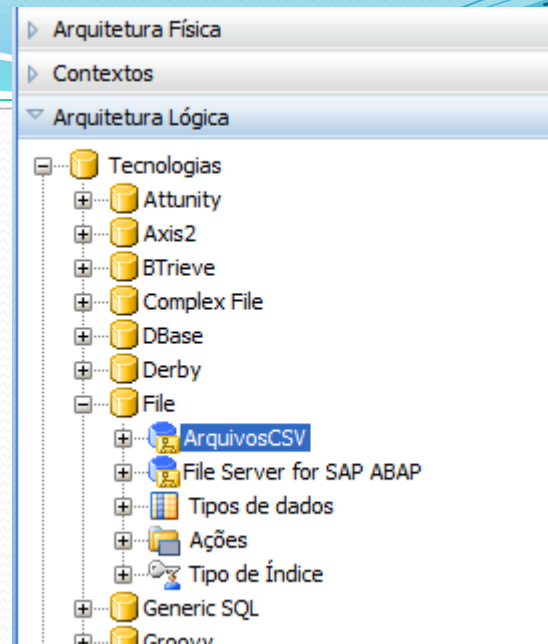 Arquitetura Física
Contextos
Arquitetura Lógica
Tecnologias
Attunity
Axis2
BTrieve
Complex File
DBase
Derby
File
ArquivosCSV
File Server for SAP ABAP
Tipos de dados
Ações
Tipo de Índice
Generic SQL
Groovy